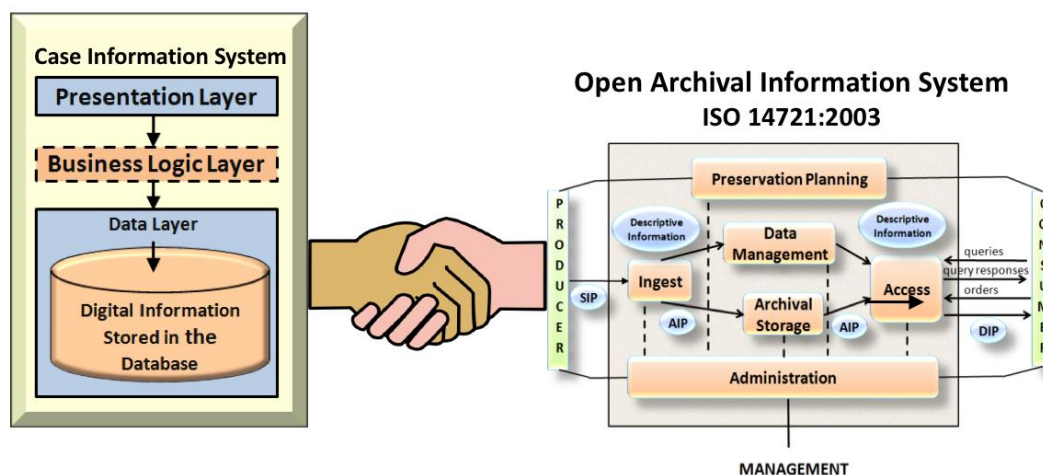 Case Information System
Presentation Layer
Business Logic Layer
Data Layer
Digital Information
Stored in the
Database
Open Archival Information System
ISO 14721:2003
PRODUCER
SIP
Preservation Planning
Descriptive
Information
Data
Management
Descriptive
Information
Ingest
AIP
Archival
Storage
AIP
Access
queries
query responses
orders
DIP
CONSUMER
Administration
MANAGEMENT